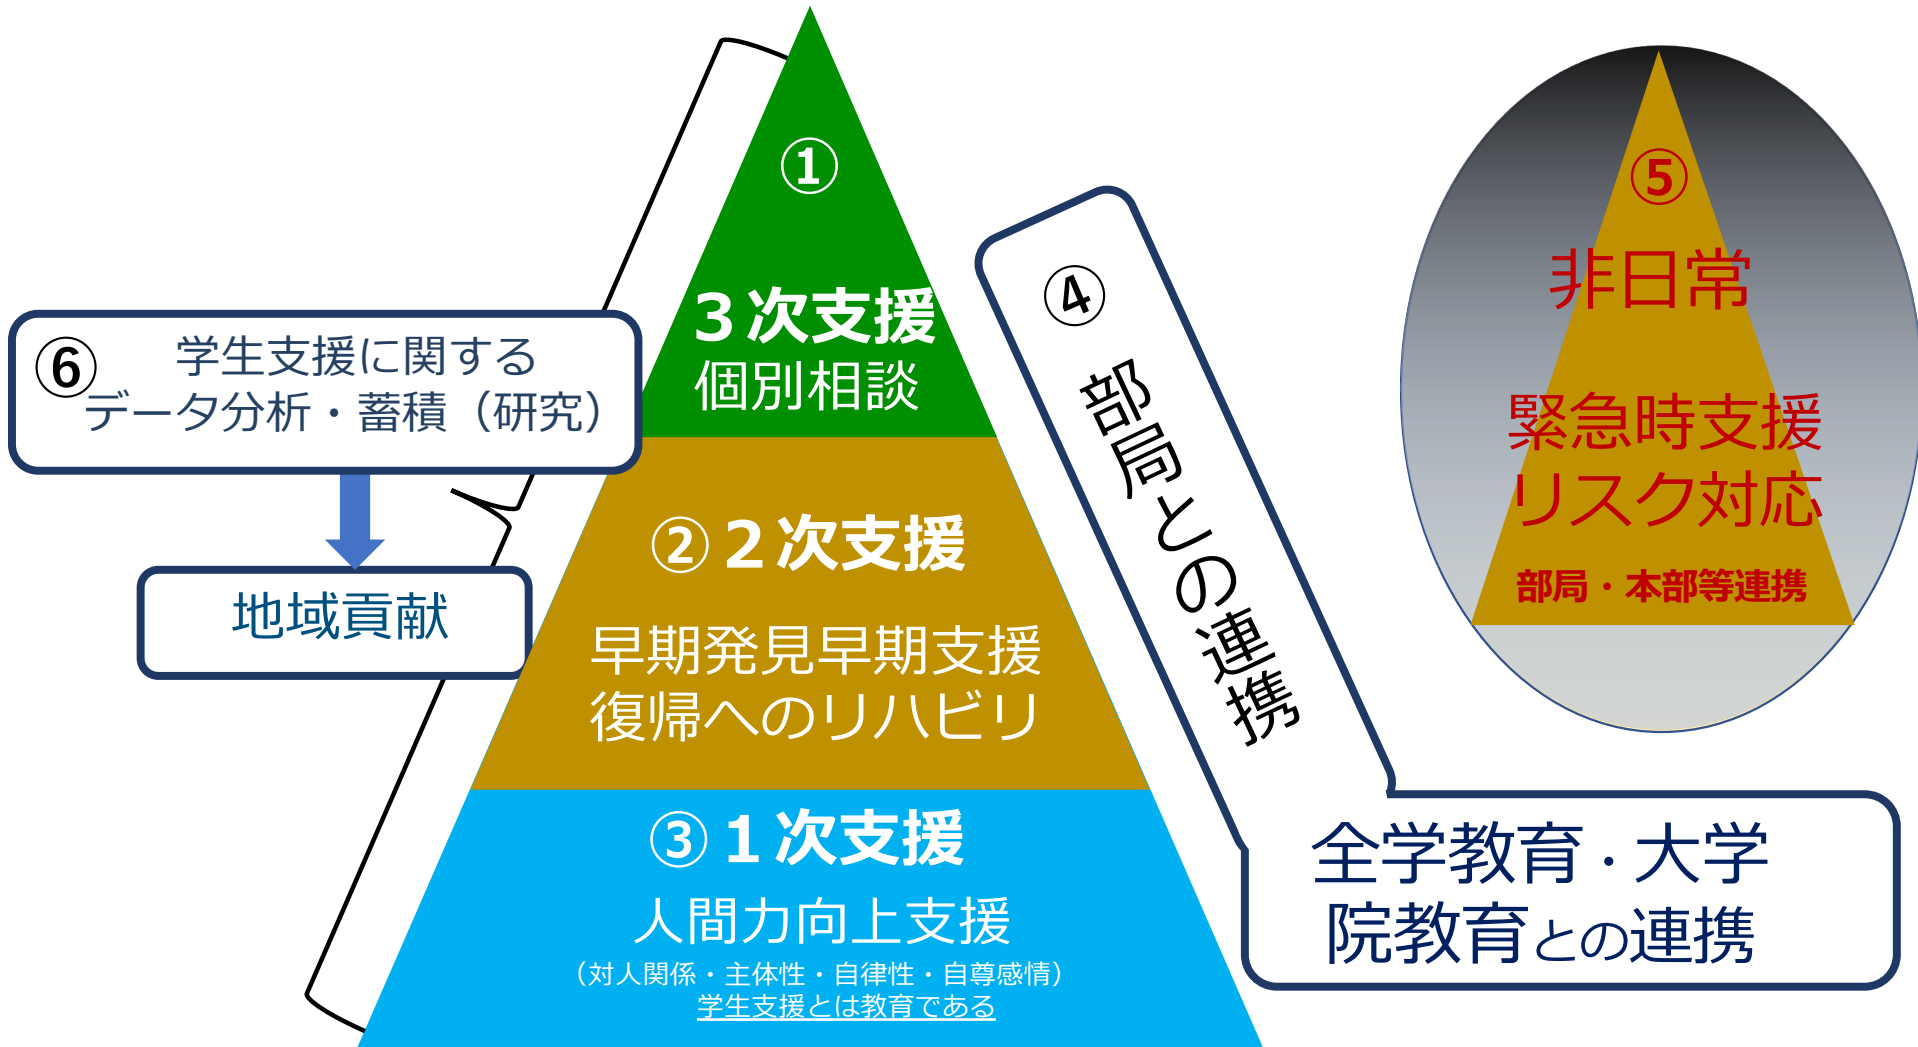 ①
３次支援
個別相談
②２次支援
早期発見早期支援
復帰へのリハビリ
③１次支援
人間力向上支援
（対人関係・主体性・自律性・自尊感情）
学生支援とは教育である
④ 部局との連携
全学教育・大学
院教育との連携
⑤
非日常
緊急時支援
リスク対応
部局・本部等連携
⑥ 学生支援に関する
データ分析・蓄積（研究）
地域貢献